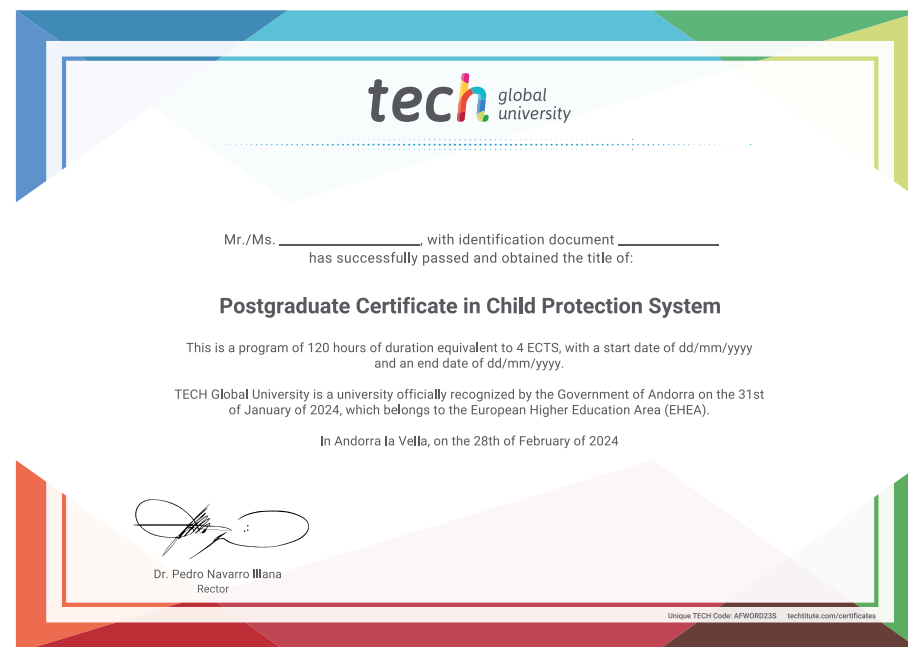 tech global
university
Mr./Ms. ____________________, with identification document ______________
has successfully passed and obtained the title of:
Postgraduate Certificate in Child Protection System
This is a program of 120 hours of duration equivalent to 4 ECTS, with a start date of dd/mm/yyyy
and an end date of dd/mm/yyyy.
TECH Global University is a university officially recognized by the Government of Andorra on the 31st
of January of 2024, which belongs to the European Higher Education Area (EHEA).
In Andorra la Vella, on the 28th of February of 2024
Dr. Pedro Navarro Illana
Rector
Unique TECH Code: AFWORD23S techtitute.com/certificates